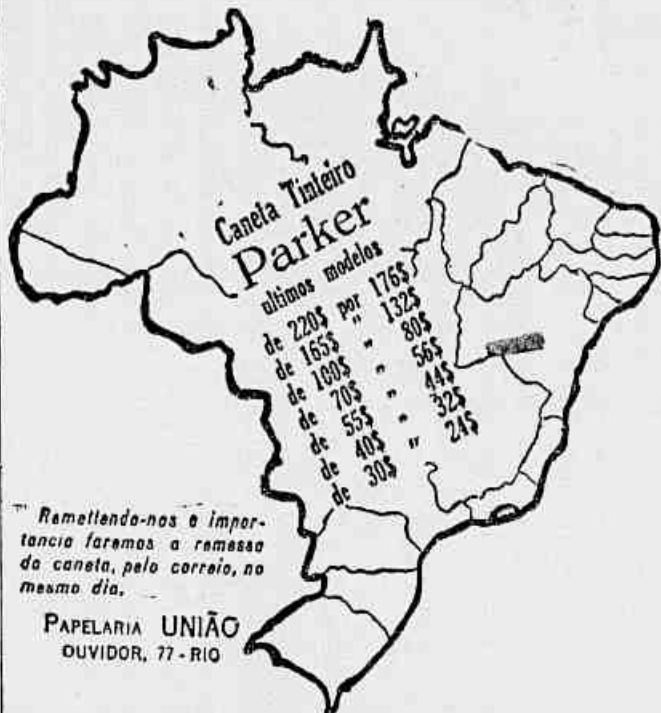 Caneta Tinteiro
Parker
ultimos modelos
de 220$ por 176$
de 165$ " 132$
de 100$ " 80$
de 70$ " 56$
de 55$ " 44$
de 40$ " 32$
de 30$ " 24$
Remettendo-nos a impor-
tancia faremos a remessa
da caneta, pelo correio, no
mesmo dia.
PAPELARIA UNIÃO
OUVIDOR, 77 - RIO